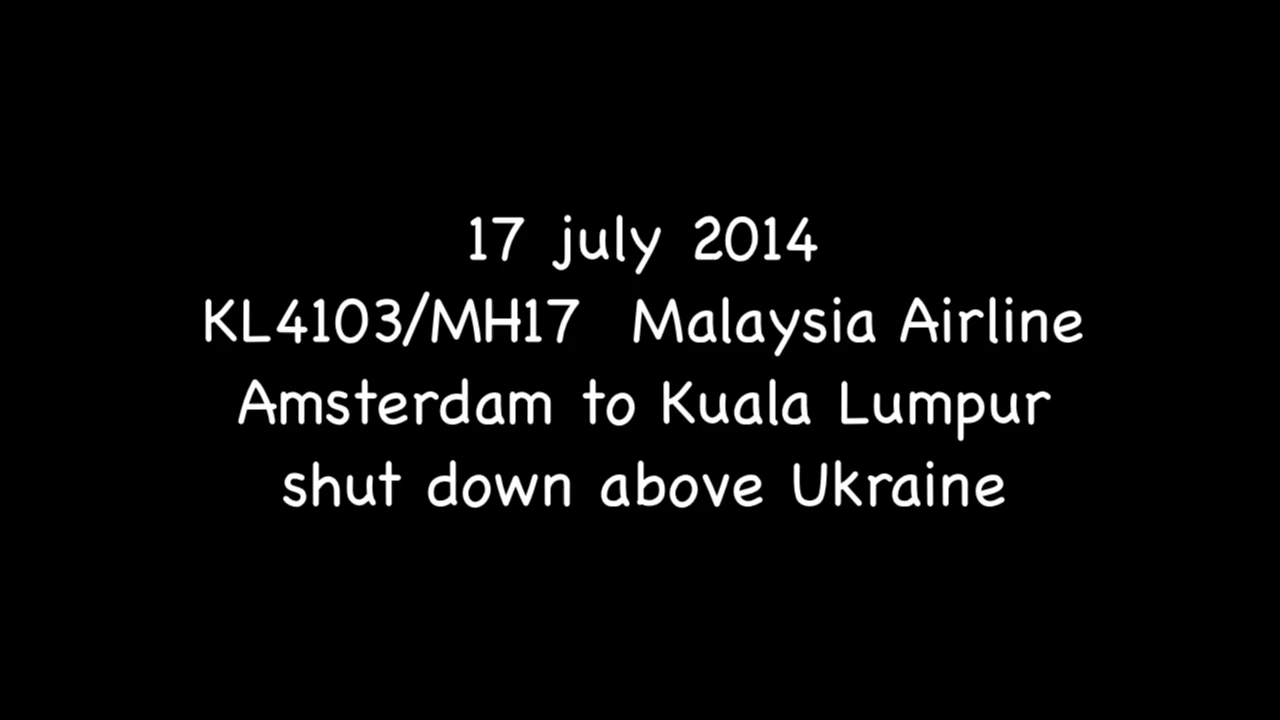 17 july 2014
KL4103/MH17 Malaysia Airline
Amsterdam to Kuala Lumpur
shut down above Ukraine